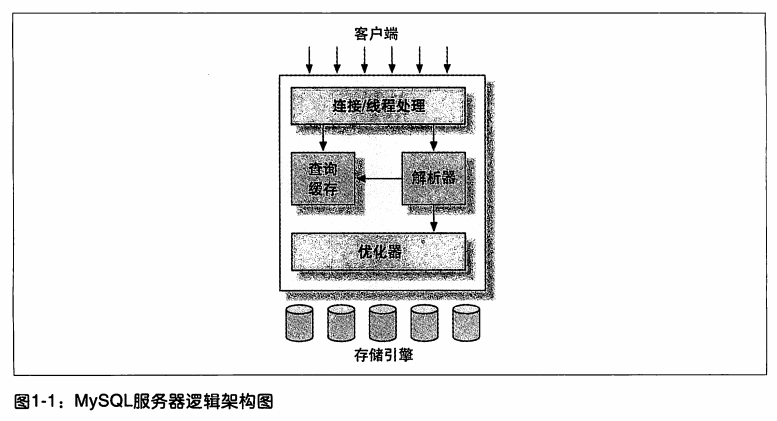 客户端
连接/线程处理
查询
缓存
解析器
优化器
存储引擎
图1-1：MySQL服务器逻辑架构图